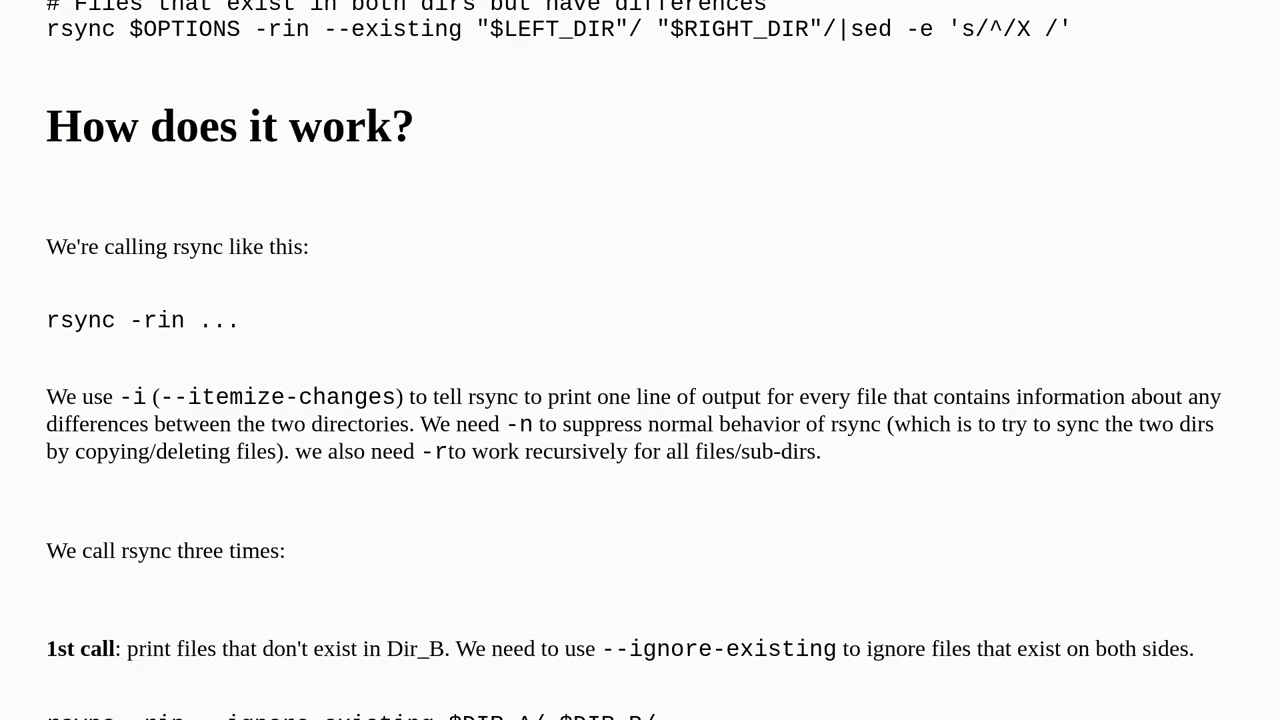 # Files that exist in both dirs but have differences
rsync $OPTIONS -rin --existing "$LEFT_DIR"/ "$RIGHT_DIR"/|sed -e 's/^/X /'
How does it work?
We're calling rsync like this:
rsync -rin ...
We use -i (--itemize-changes) to tell rsync to print one line of output for every file that contains information about any
differences between the two directories. We need -n to suppress normal behavior of rsync (which is to try to sync the two dirs
by copying/deleting files). we also need -rto work recursively for all files/sub-dirs.
We call rsync three times:
1st call: print files that don't exist in Dir_B. We need to use --ignore-existing to ignore files that exist on both sides.
rsync -rin --ignore-existing $DIR_A/ $DIR_B/